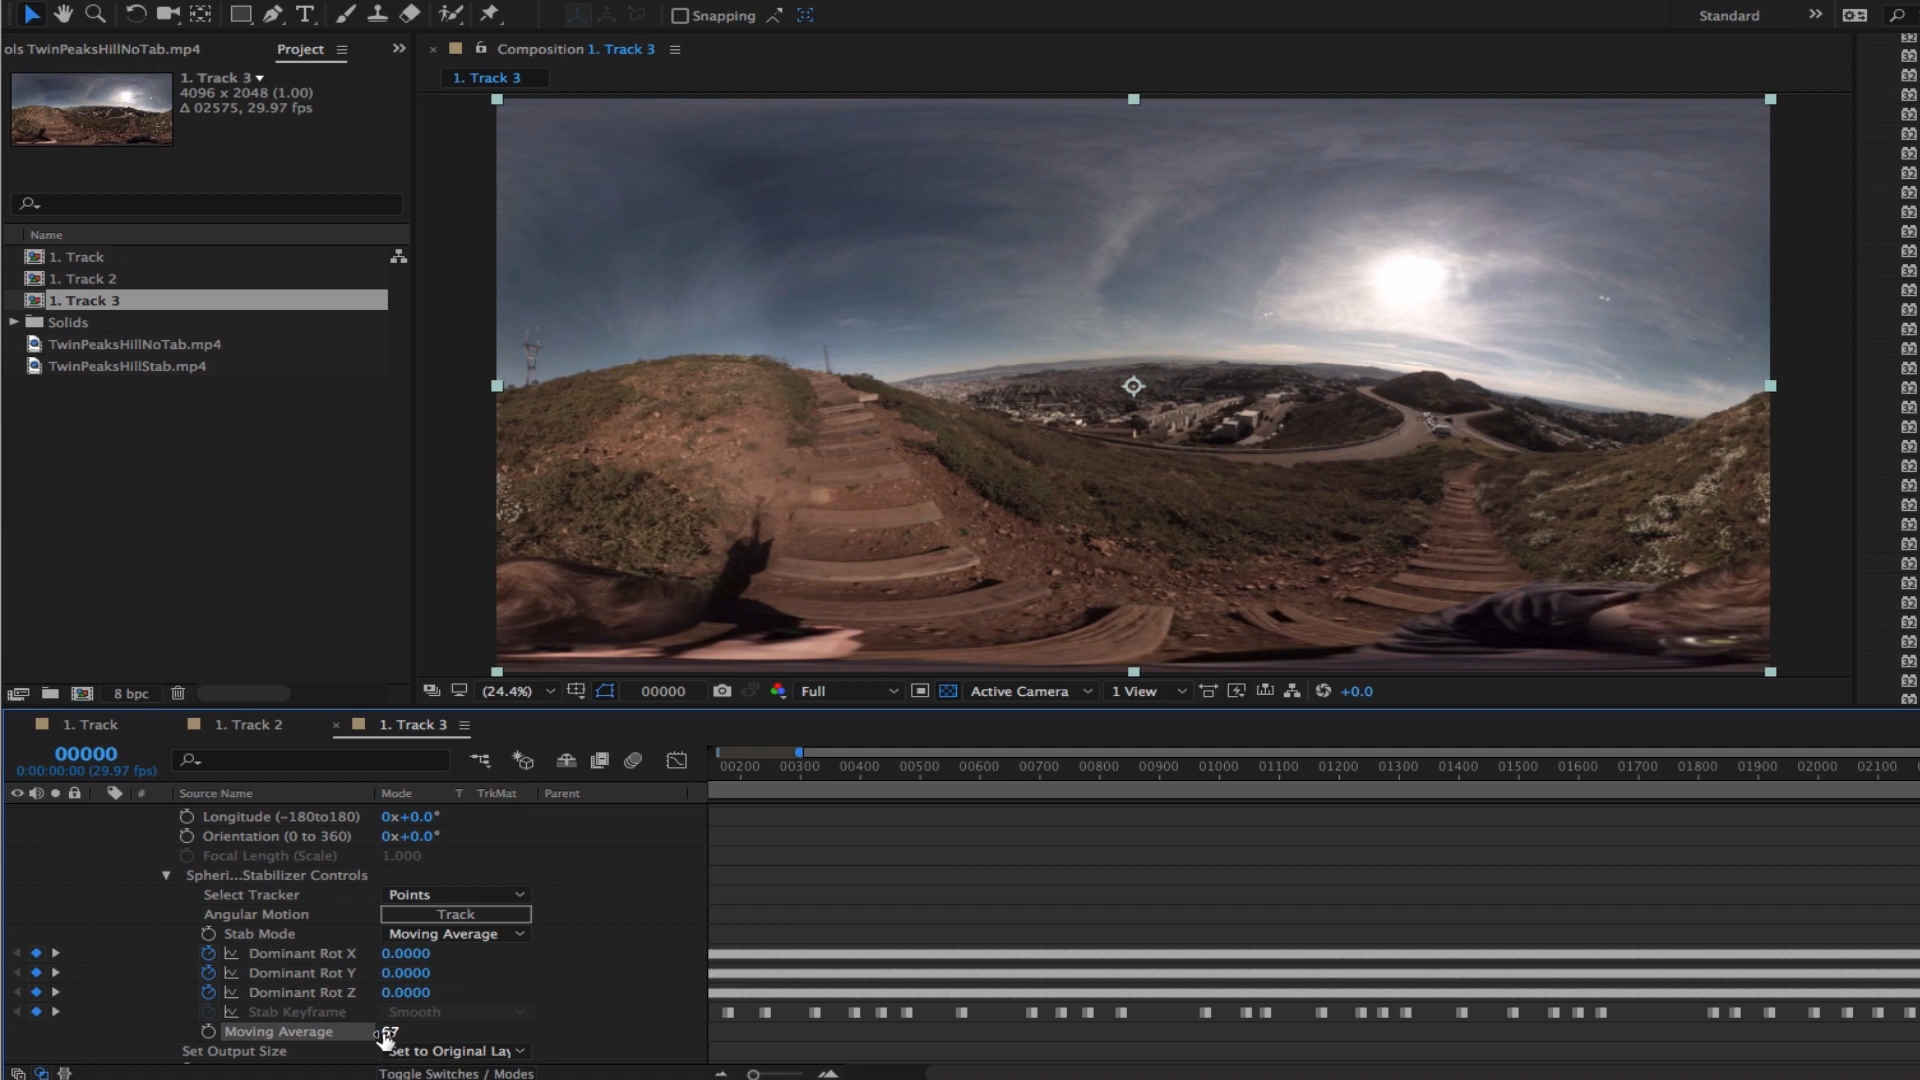 Snapping
Standard
ols TwinPeaksHillNoTab.mp4
Project
Composition 1. Track 3
1. Track 3
1. Track 3
4096 x 2048 (1.00)
Δ 02575, 29.97 fps
Name
1. Track
1. Track 2
1. Track 3
Solids
TwinPeaksHillNoTab.mp4
TwinPeaksHillStab.mp4
8 bpc
(24.4%)
00000
Full
Active Camera
1 View
+0.0
1. Track
1. Track 2
1. Track 3
00000
0:00:00:00 (29.97 fps)
00200 00300 00400 00500 00600 00700 00800 00900 01000 01100 01200 01300 01400 01500 01600 01700 01800 01900 02000 02100
# Source Name Mode T TrkMat Parent
Longitude (-180to180) 0x+0.0°
Orientation (0 to 360) 0x+0.0°
Focal Length (Scale) 1.000
Spheri...Stabilizer Controls
Select Tracker Points
Angular Motion Track
Stab Mode Moving Average
Dominant Rot X 0.0000
Dominant Rot Y 0.0000
Dominant Rot Z 0.0000
Stab Keyframe Smooth
Moving Average 67
Set Output Size Set to Original Lay
Toggle Switches / Modes